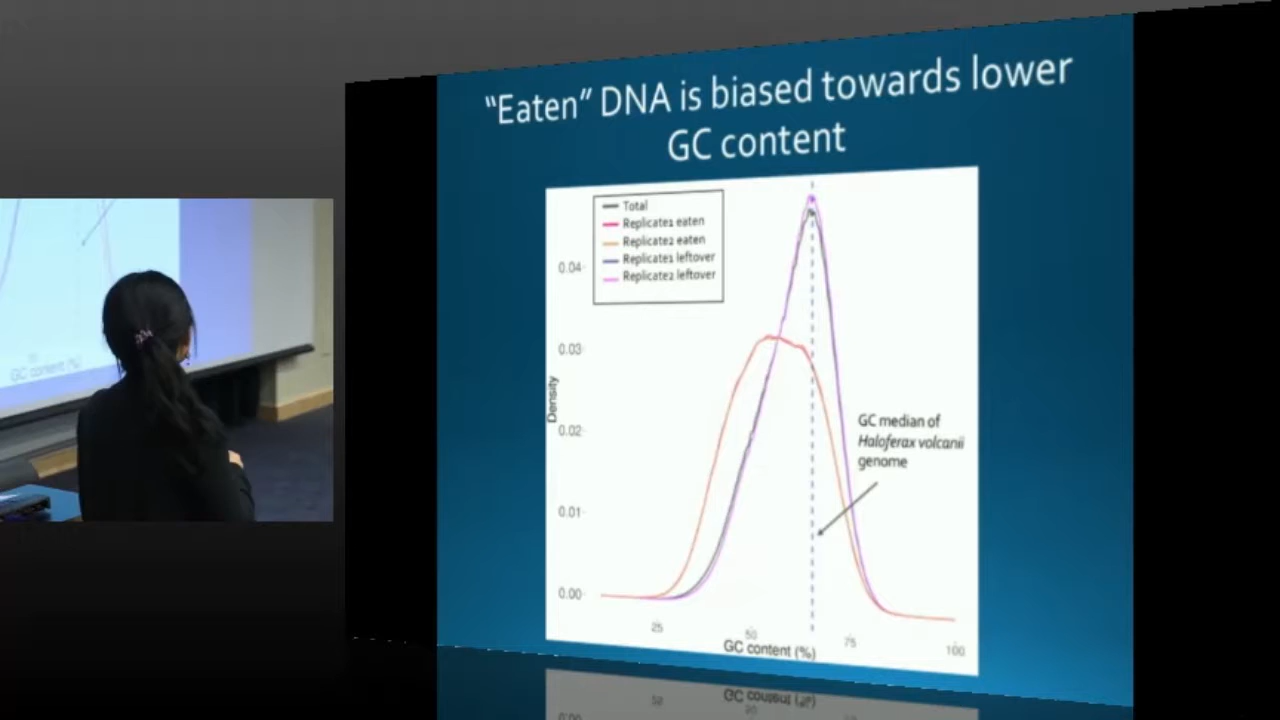 “Eaten” DNA is biased towards lower
GC content
Total
Replicate1 eaten
Replicate2 eaten
Replicate1 leftover
Replicate2 leftover
0.04
0.03
0.02
0.01
0.00
Density
GC median of
Haloferax volcanii
genome
25
50
75
100
GC content (%)
GC content (%)